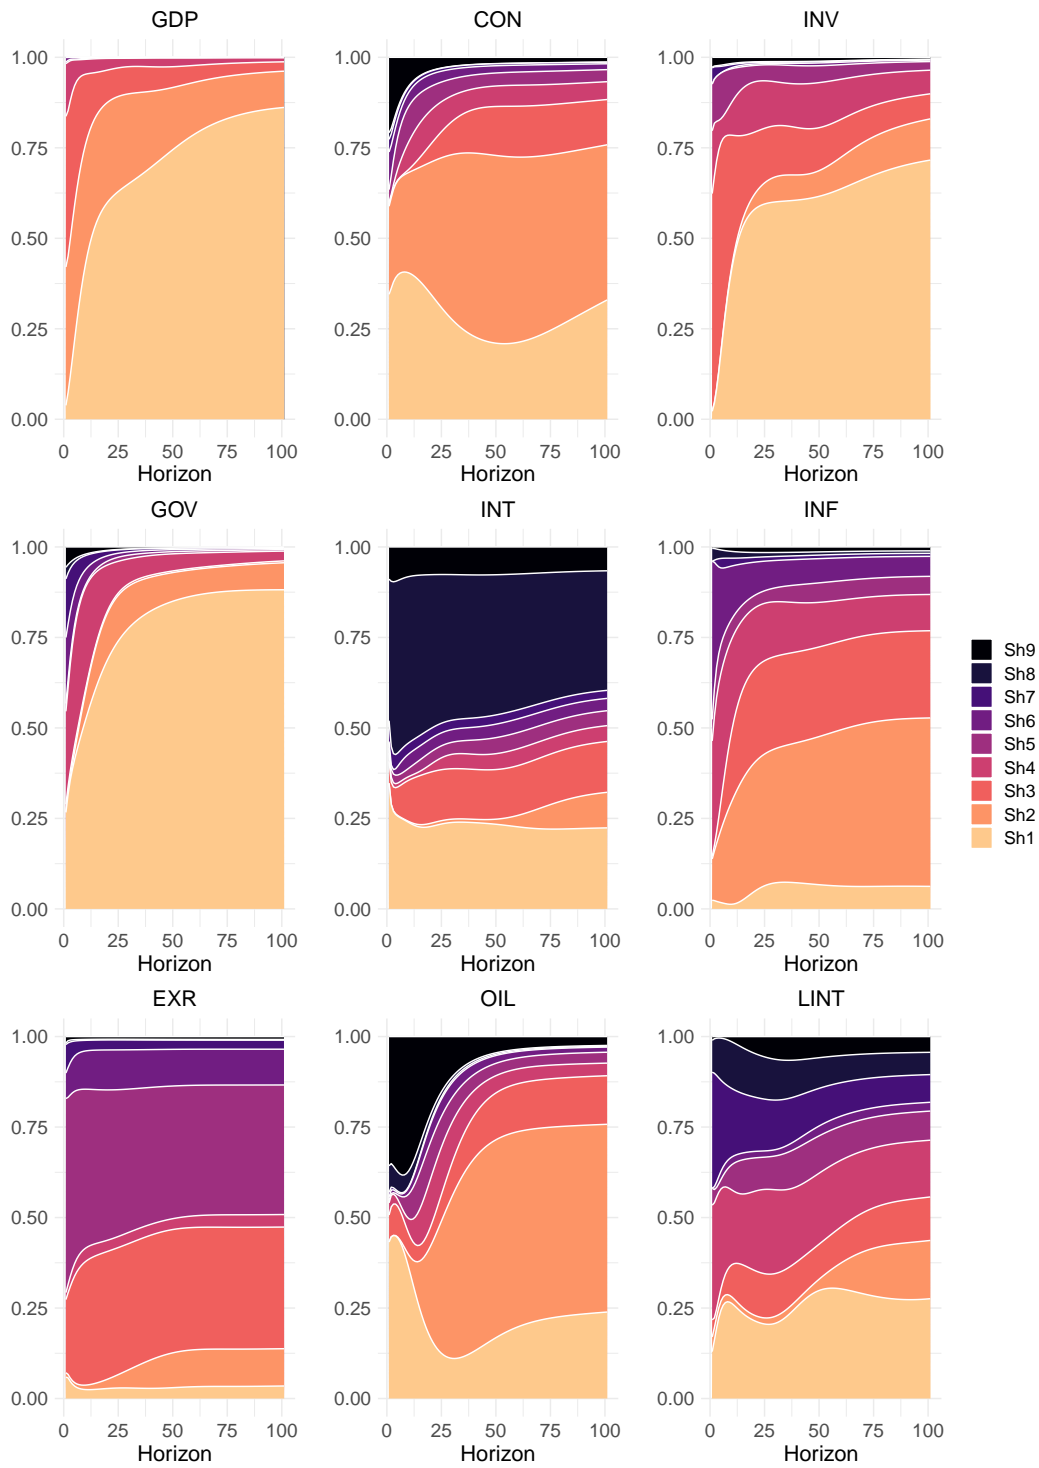 GDP CON INV
1.00 1.00 1.00
0.75 0.75 0.75
0.50 0.50 0.50
0.25 0.25 0.25
0.00 0.00 0.00
0 25 50 75 100 0 25 50 75 100 0 25 50 75 100
Horizon Horizon Horizon
GOV INT INF
1.00 1.00 1.00
0.75 0.75 0.75
0.50 0.50 0.50
0.25 0.25 0.25
0.00 0.00 0.00
0 25 50 75 100 0 25 50 75 100 0 25 50 75 100
Horizon Horizon Horizon
Sh9
Sh8
Sh7
Sh6
Sh5
Sh4
Sh3
Sh2
Sh1
EXR OIL LINT
1.00 1.00 1.00
0.75 0.75 0.75
0.50 0.50 0.50
0.25 0.25 0.25
0.00 0.00 0.00
0 25 50 75 100 0 25 50 75 100 0 25 50 75 100
Horizon Horizon Horizon